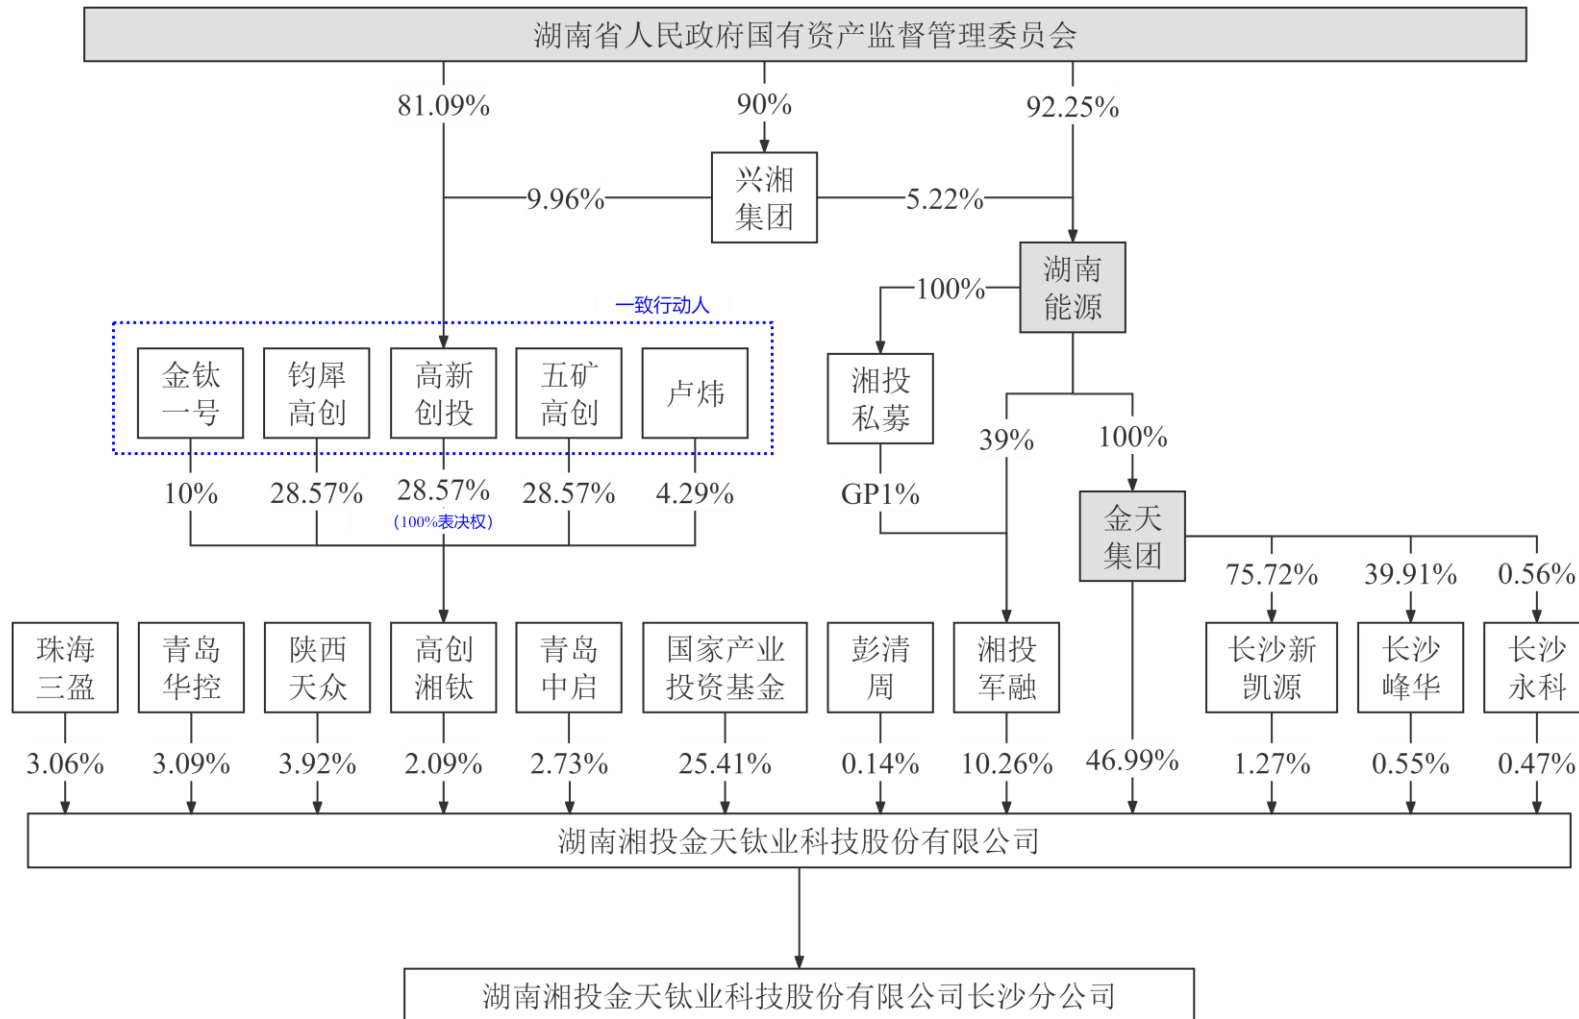 湖南省人民政府国有资产监督管理委员会
81.09%
90%
92.25%
兴湘
集团
9.96%
5.22%
湖南
能源
100%
一致行动人
金钛
一号
钧犀
高创
高新
创投
五矿
高创
卢炜
湘投
私募
39%
100%
10%
28.57%
28.57%
(100%表决权)
28.57%
4.29%
GP1%
金天
集团
75.72%
39.91%
0.56%
珠海
三盈
青岛
华控
陕西
天众
高创
湘钛
青岛
中启
国家产业
投资基金
彭清
周
湘投
军融
长沙新
凯源
长沙
峰华
长沙
永科
3.06%
3.09%
3.92%
2.09%
2.73%
25.41%
0.14%
10.26%
46.99%
1.27%
0.55%
0.47%
湖南湘投金天钛业科技股份有限公司
湖南湘投金天钛业科技股份有限公司长沙分公司